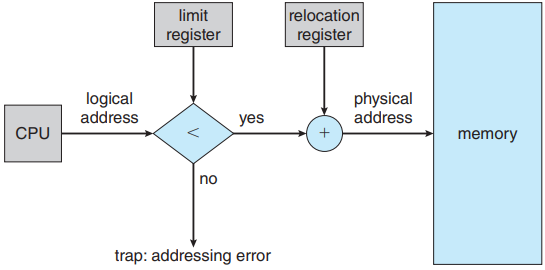 limit
register
relocation
register
logical
address
yes
physical
address
CPU
<
+
memory
no
trap: addressing error